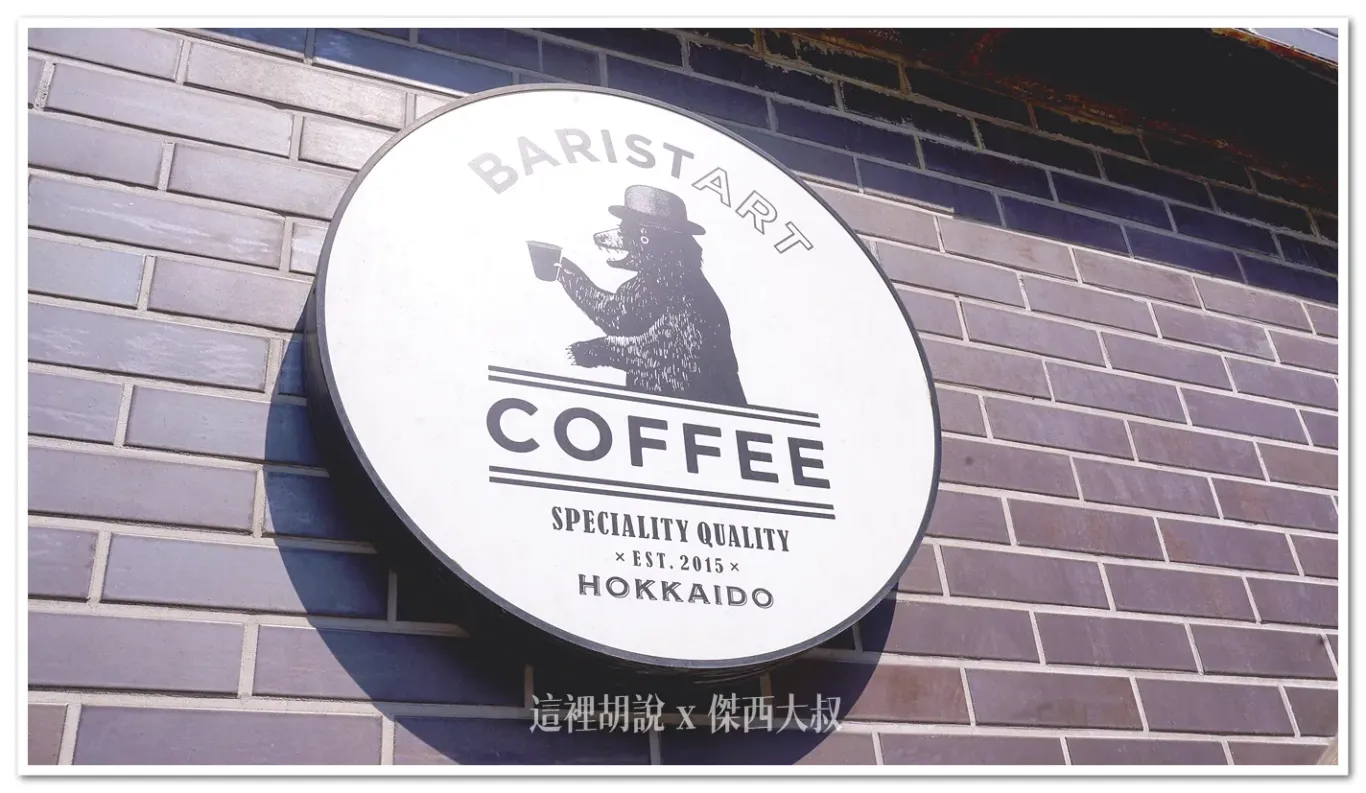 BARISTART
COFFEE
SPECIALITY QUALITY
× EST. 2015 ×
HOKKAIDO
這裡胡說 x 傑西大叔